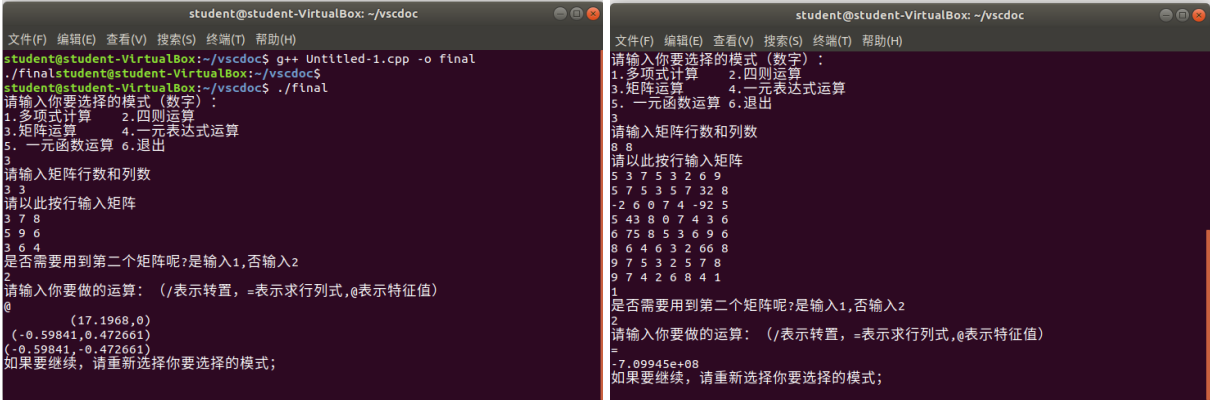 student@student-VirtualBox: ~/vscdoc
文件(F) 编辑(E) 查看(V) 搜索(S) 终端(T) 帮助(H)
student@student-VirtualBox:~/vscdoc$ g++ Untitled-1.cpp -o final
./finalstudent@student-VirtualBox:~/vscdoc$
student@student-VirtualBox:~/vscdoc$ ./final
请输入你要选择的模式（数字）：
1.多项式计算 2.四则运算
3.矩阵运算 4.一元表达式运算
5. 一元函数运算 6.退出
3
请输入矩阵行数和列数
3 3
请以此按行输入矩阵
3 7 8
5 9 6
3 6 4
是否需要用到第二个矩阵呢?是输入1,否输入2
2
请输入你要做的运算：（/表示转置，=表示求行列式,@表示特征值）
@
(17.1968,0)
(-0.59841,0.472661)
(-0.59841,-0.472661)
如果要继续，请重新选择你要选择的模式；
student@student-VirtualBox: ~/vscdoc
文件(F) 编辑(E) 查看(V) 搜索(S) 终端(T) 帮助(H)
请输入你要选择的模式（数字）：
1.多项式计算 2.四则运算
3.矩阵运算 4.一元表达式运算
5. 一元函数运算 6.退出
3
请输入矩阵行数和列数
8 8
请以此按行输入矩阵
5 3 7 5 3 2 6 9
5 7 5 3 5 7 32 8
-2 6 0 7 4 -92 5
5 43 8 0 7 4 3 6
6 75 8 5 3 6 9 6
8 6 4 6 3 2 66 8
9 7 5 3 2 5 7 8
9 7 4 2 6 8 4 1
1
是否需要用到第二个矩阵呢?是输入1,否输入2
2
请输入你要做的运算：（/表示转置，=表示求行列式,@表示特征值）
=
-7.09945e+08
如果要继续，请重新选择你要选择的模式；